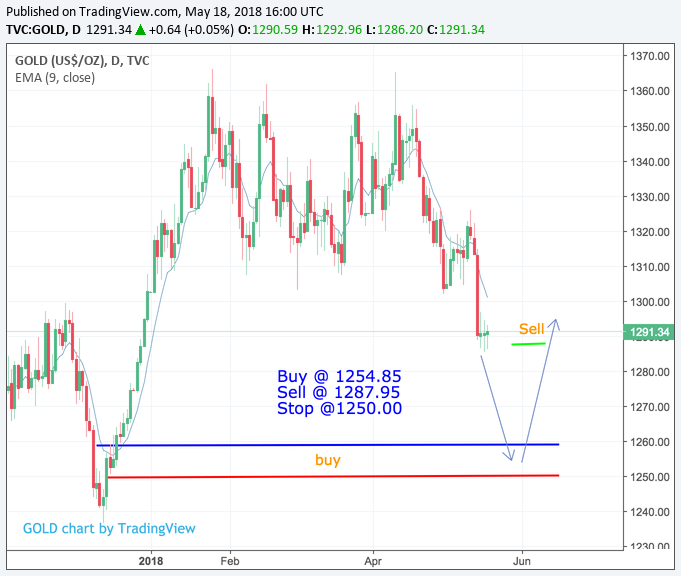 Published on TradingView.com, May 18, 2018 16:00 UTC
TVC:GOLD, D 1291.34 ▲ +0.64 (+0.05%) O:1290.59 H:1292.96 L:1286.20 C:1291.34
GOLD (US$/OZ), D, TVC
EMA (9, close)
1370.00
1360.00
1350.00
1340.00
1330.00
1320.00
1310.00
1300.00
Sell
1291.34
Buy @ 1254.85
Sell @ 1287.95
Stop @1250.00
1280.00
1270.00
1260.00
buy
1250.00
1240.00
GOLD chart by TradingView
1230.00
2018 Feb Apr Jun